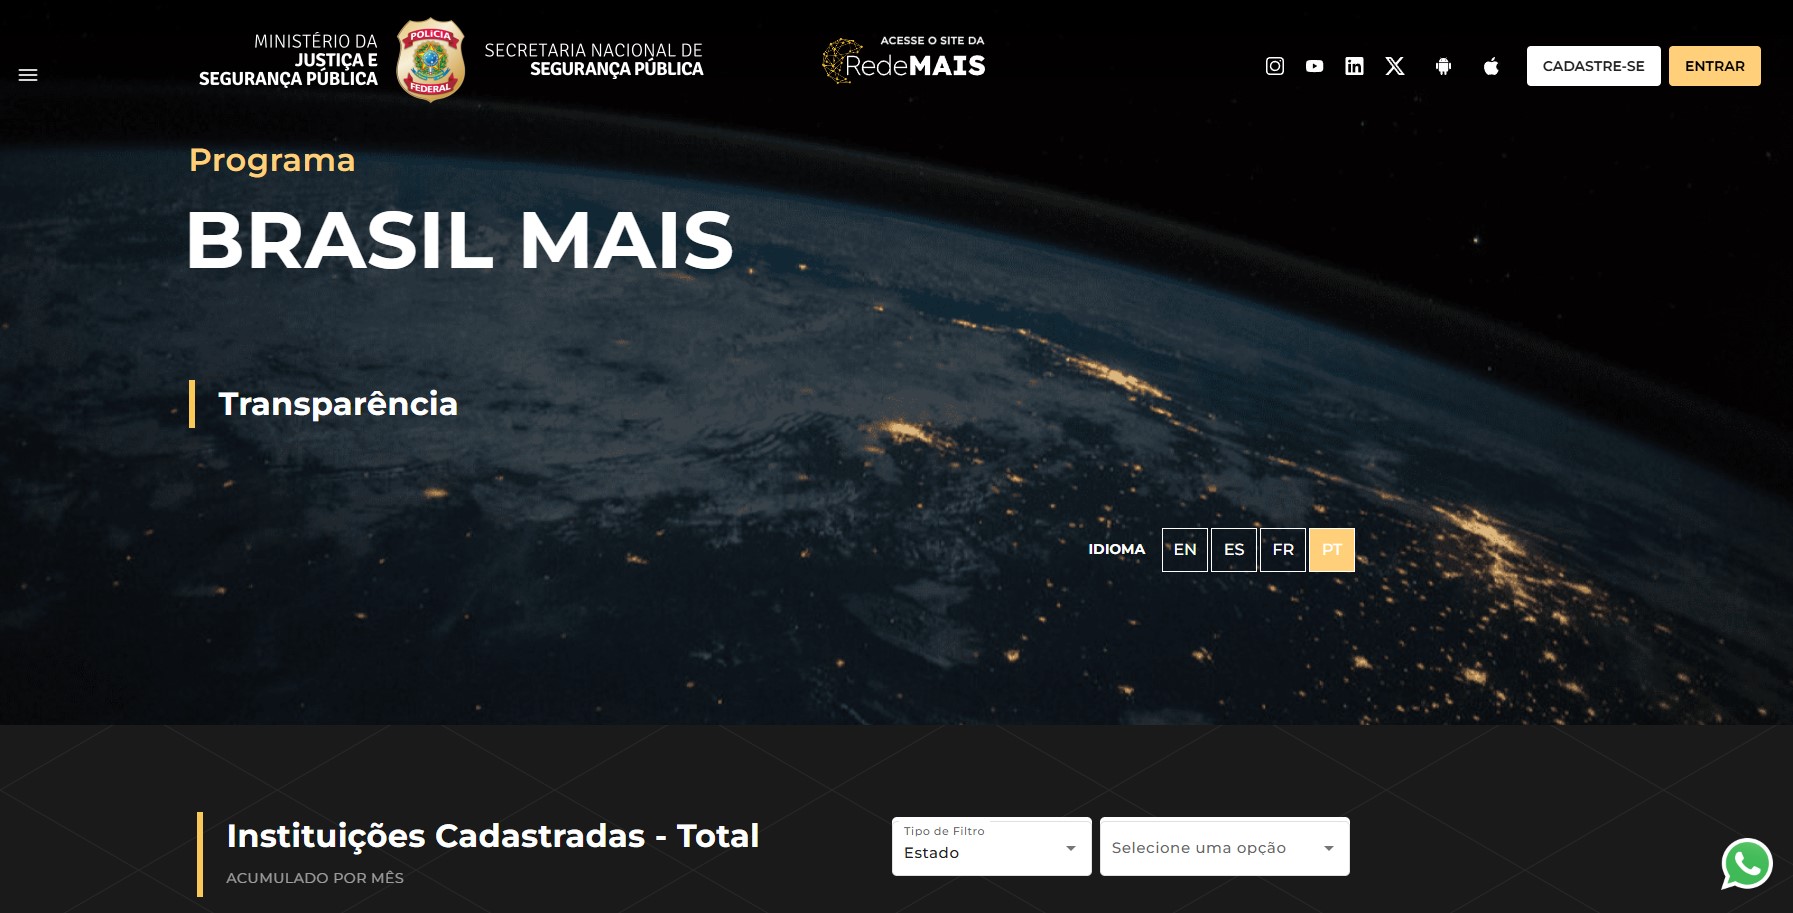 MINISTÉRIO DA
JUSTIÇA E
SEGURANÇA PÚBLICA
POLÍCIA
FEDERAL
SECRETARIA NACIONAL DE
SEGURANÇA PÚBLICA
ACESSE O SITE DA
RedeMAIS
CADASTRE-SE
ENTRAR
Programa
BRASIL MAIS
Transparência
IDIOMA EN ES FR PT
Instituições Cadastradas - Total
ACUMULADO POR MÊS
Tipo de Filtro
Estado
Selecione uma opção